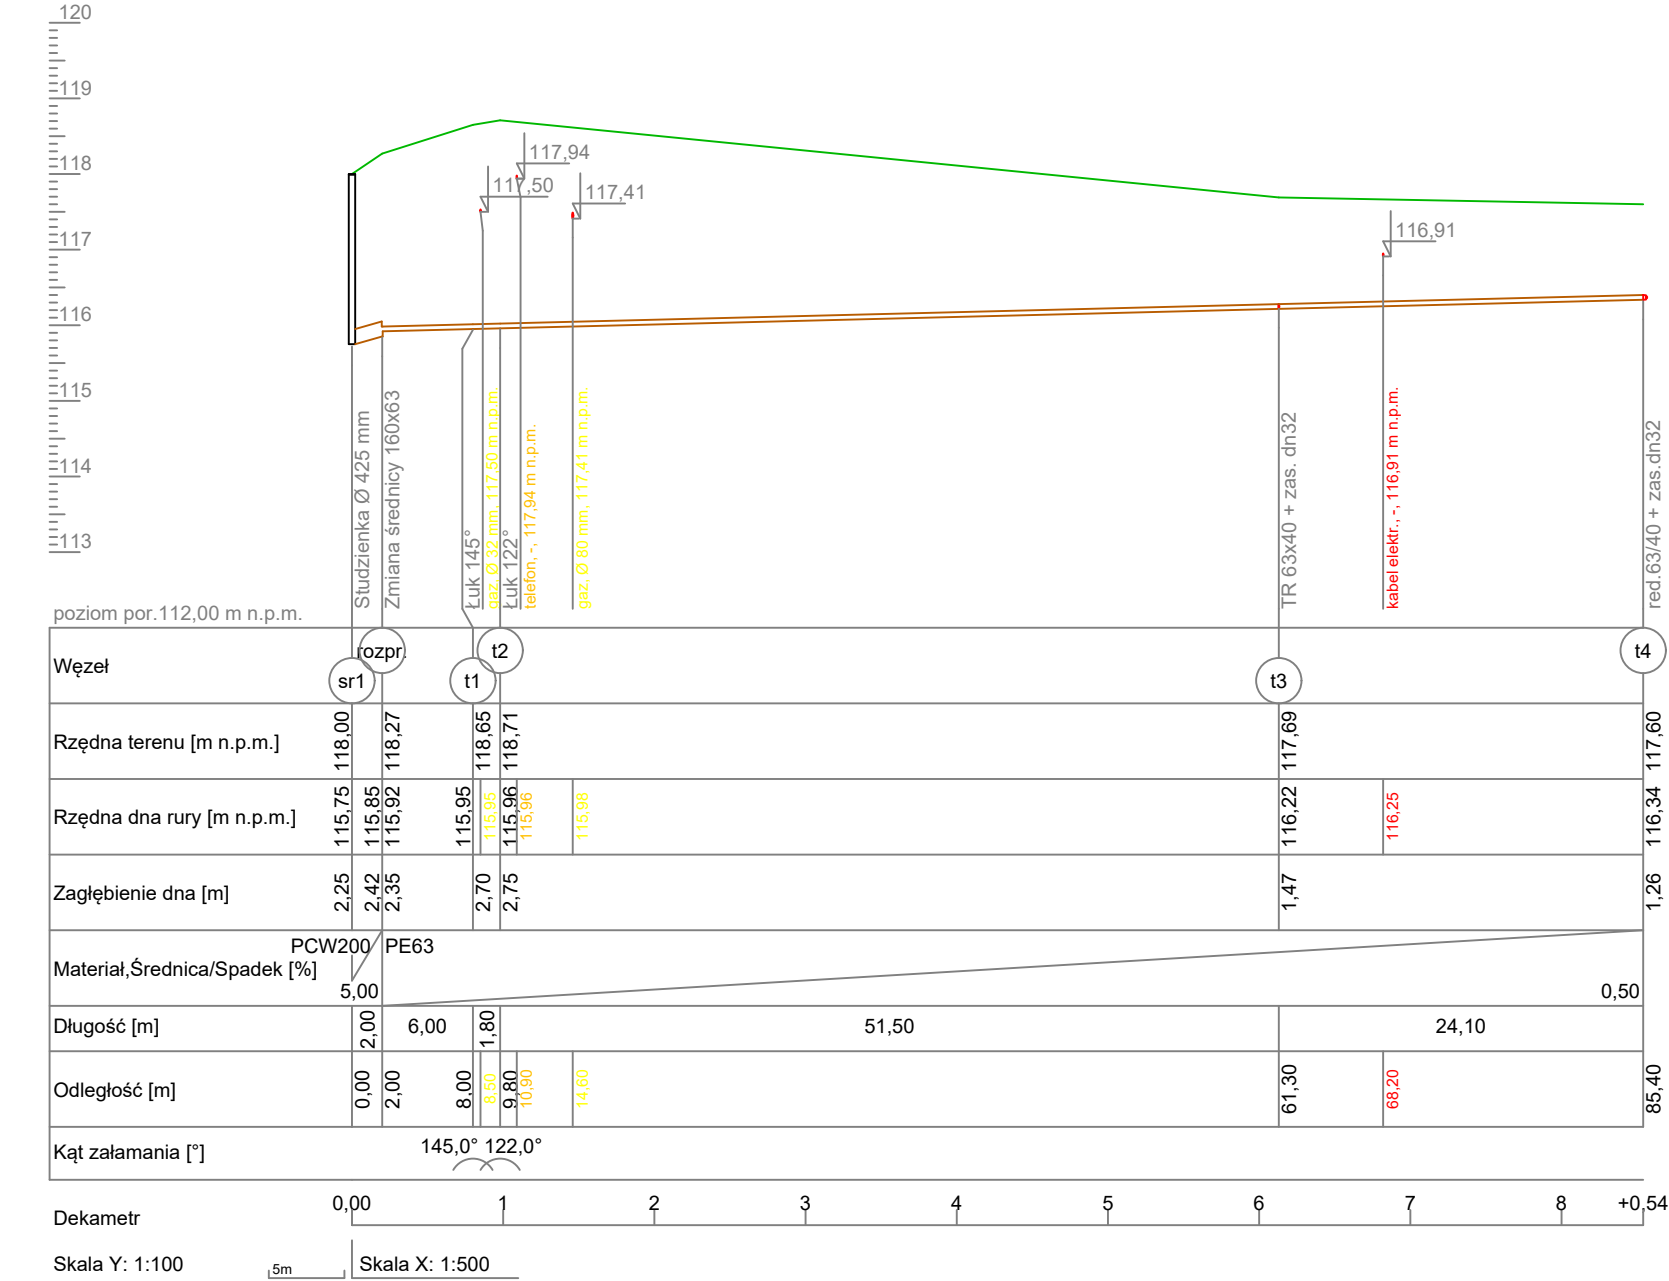 120
119
118
117
116
115
114
113
117,94
117,50
117,41
116,91
Studzienka Ø 425 mm
Zmiana średnicy 160x63
Łuk 145°
gaz, Ø 32 mm, 117.50 m n.p.m.
Łuk 122°
telefon, -, 117,94 m n.p.m.
gaz, Ø 80 mm, 117.41 m n.p.m.
TR 63x40 + zas. dn32
kabel elektr., -, 116,91 m n.p.m.
red.63/40 + zas.dn32
poziom por.112,00 m n.p.m.
Węzeł
sr1
rozpr.
t1
t2
t3
t4
Rzędna terenu [m n.p.m.]
118,00
118,27
118,65
118,71
117,69
117,60
Rzędna dna rury [m n.p.m.]
115,75
115,85
115,92
115,95
115,95
115,96
115,96
115,98
116,22
116,25
116,34
Zagłębienie dna [m]
2,25
2,42
2,35
2,70
2,75
1,47
1,26
PCW200
PE63
Materiał,Średnica/Spadek [%]
5,00
0,50
Długość [m]
2,00
6,00
1,80
51,50
24,10
Odległość [m]
0,00
2,00
8,00
8,50
9,80
10,90
14,60
61,30
68,20
85,40
Kąt załamania [°]
145,0°
122,0°
Dekametr
0,00
1
2
3
4
5
6
7
8
+0,54
Skala Y: 1:100
5m
Skala X: 1:500